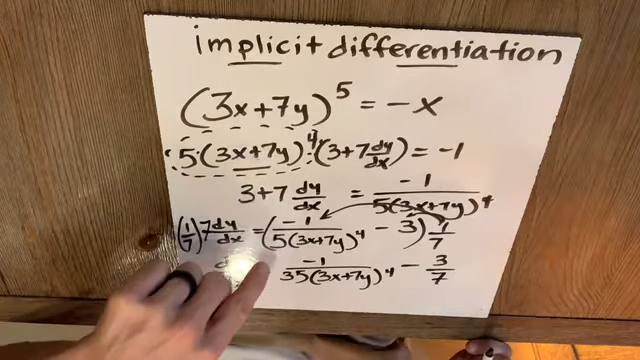 implicit differentiation
(3x+7y)^5 = -x
5·(3x+7y)^4·(3+7 dy/dx) = -1
3+7 dy/dx = -1/5(3x+7y)^4
(1/7) 7 dy/dx = (-1/5(3x+7y)^4 - 3) 1/7
-1/35(3x+7y)^4 - 3/7